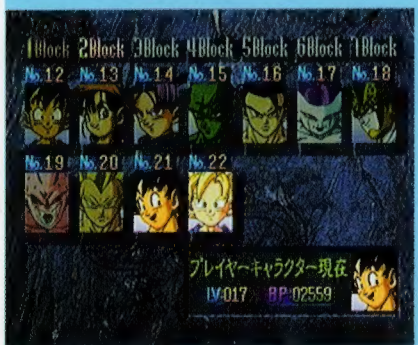 1Block 2Block 3Block 4Block 5Block 6Block 7Block
No.12 No.13 No.14 No.15 No.16 No.17 No.18
No.19 No.20 No.21 No.22
プレイヤーキャラクター現在
LV:017 BP:02559